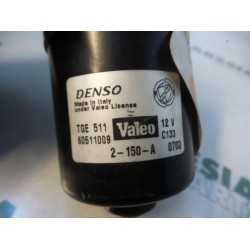 DENSO
Made in Italy
under Valeo License
TGE 511
60511009
Valeo
12 V
C133
2-150-A
0703